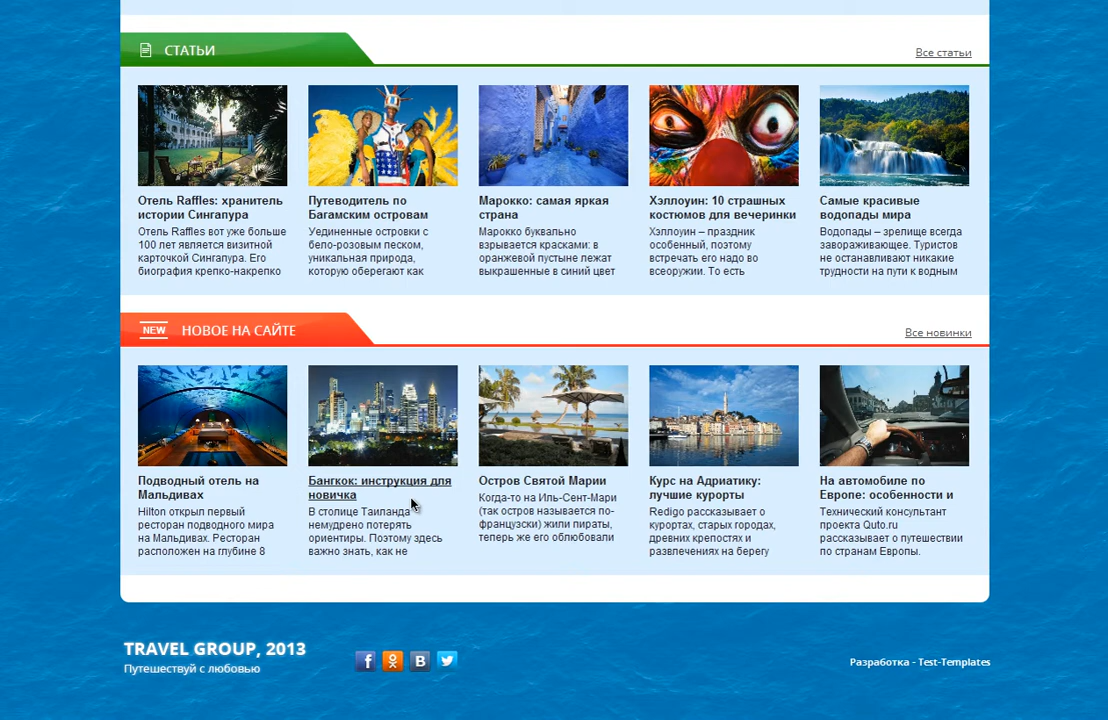 СТАТЬИ
Все статьи
Отель Raffles: хранитель
истории Сингапура
Отель Raffles вот уже больше
100 лет является визитной
карточкой Сингапура. Его
биография крепко-накрепко
Путеводитель по
Багамским островам
Уединенные островки с
бело-розовым песком,
уникальная природа,
которую оберегают как
Марокко: самая яркая
страна
Марокко буквально
взрывается красками: в
оранжевой пустыне лежат
выкрашенные в синий цвет
Хэллоуин: 10 страшных
костюмов для вечеринки
Хэллоуин – праздник
особенный, поэтому
встречать его надо во
всеоружии. То есть
Самые красивые
водопады мира
Водопады – зрелище всегда
завораживающее. Туристов
не останавливают никакие
трудности на пути к водным
NEW НОВОЕ НА САЙТЕ
Все новинки
Подводный отель на
Мальдивах
Hilton открыл первый
ресторан подводного мира
на Мальдивах. Ресторан
расположен на глубине 8
Бангкок: инструкция для
новичка
В столице Таиланда
немудрено потерять
ориентиры. Поэтому здесь
важно знать, как не
Остров Святой Марии
Когда-то на Иль-Сент-Мари
(так остров называется по-
французски) жили пираты,
теперь же его облюбовали
Курс на Адриатику:
лучшие курорты
Redigo рассказывает о
курортах, старых городах,
древних крепостях и
развлечениях на берегу
На автомобиле по
Европе: особенности и
Технический консультант
проекта Quto.ru
рассказывает о путешествии
по странам Европы.
TRAVEL GROUP, 2013
Путешествуй с любовью
Разработка - Test-Templates